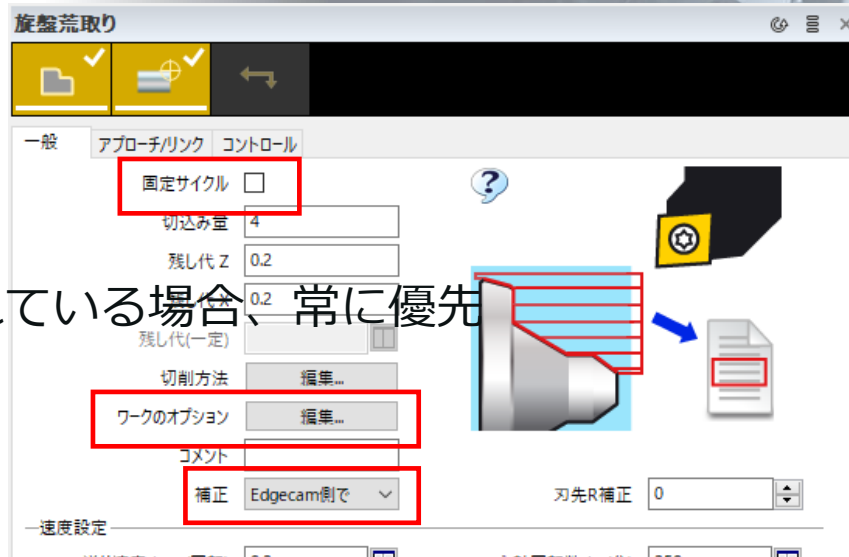 旋盤荒取り
一般 アプローチ/リンク コントロール
固定サイクル
切込み量 4
残し代 Z 0.2
0.2
ている場合、常に優先
残し代(一定)
切削方法 編集...
ワークのオプション 編集...
コメント
補正 Edgecam側で 刃先R補正 0
速度設定